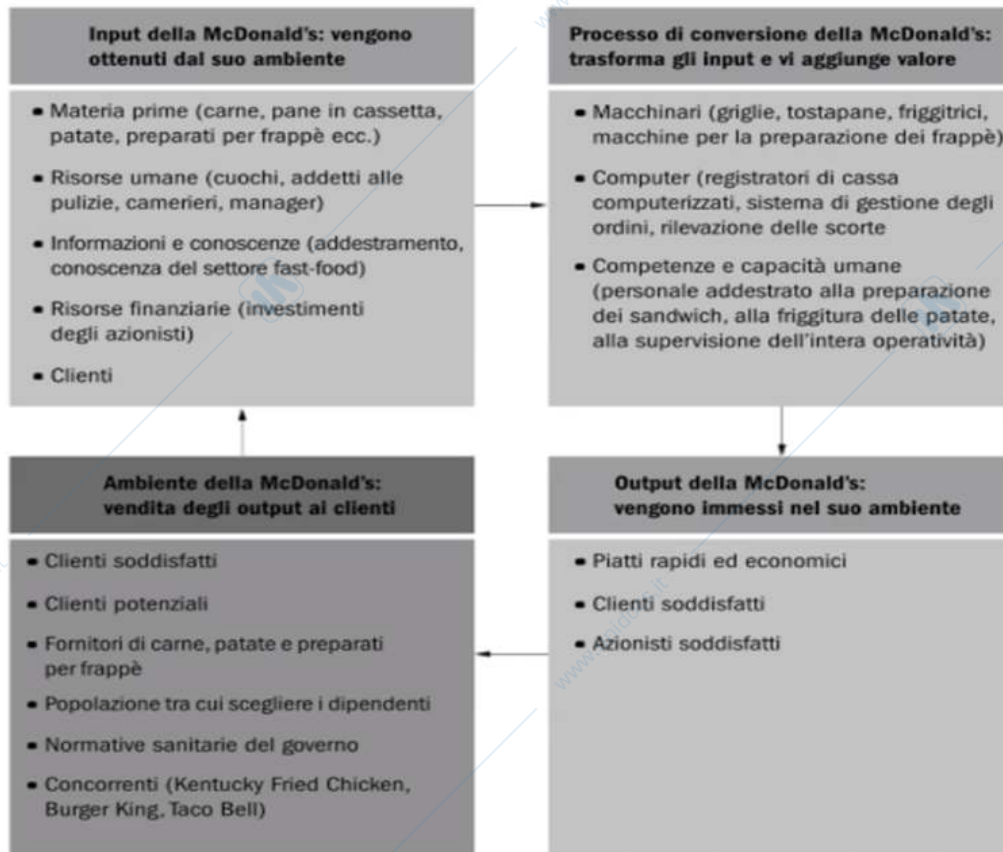 Input della McDonald's: vengono
ottenuti dal suo ambiente
• Materia prime (carne, pane in cassetta,
patate, preparati per frappè ecc.)
• Risorse umane (cuochi, addetti alle
pulizie, camerieri, manager)
• Informazioni e conoscenze (addestramento,
conoscenza del settore fast-food)
• Risorse finanziarie (investimenti
degli azionisti)
• Clienti
Processo di conversione della McDonald's:
trasforma gli input e vi aggiunge valore
• Macchinari (griglie, tostapane, friggitrici,
macchine per la preparazione dei frappè)
• Computer (registratori di cassa
computerizzati, sistema di gestione degli
ordini, rilevazione delle scorte
• Competenze e capacità umane
(personale addestrato alla preparazione
dei sandwich, alla friggitura delle patate,
alla supervisione dell'intera operatività)
Ambiente della McDonald's:
vendita degli output ai clienti
• Clienti soddisfatti
• Clienti potenziali
• Fornitori di carne, patate e preparati
per frappè
• Popolazione tra cui scegliere i dipendenti
• Normative sanitarie del governo
• Concorrenti (Kentucky Fried Chicken,
Burger King, Taco Bell)
Output della McDonald's:
vengono immessi nel suo ambiente
• Piatti rapidi ed economici
• Clienti soddisfatti
• Azionisti soddisfatti